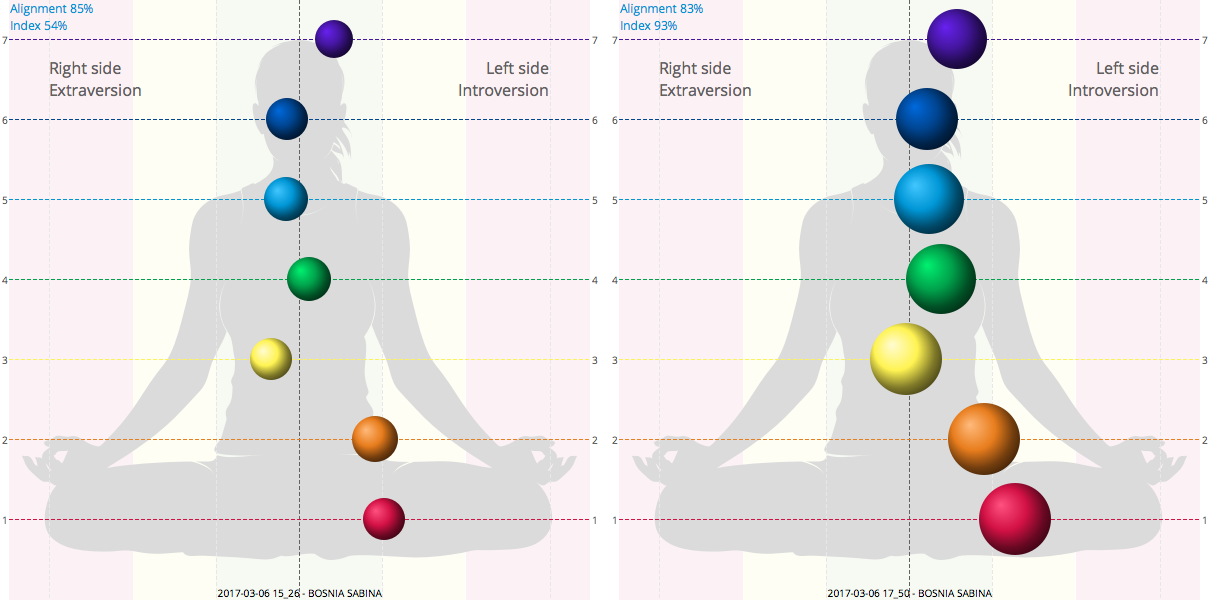 Alignment 85%
Index 54%
7 7
Right side
Extraversion
Left side
Introversion
6 6
5 5
4 4
3 3
2 2
1 1
2017-03-06 15_26 - BOSNIA SABINA
Alignment 83%
Index 93%
7 7
Right side
Extraversion
Left side
Introversion
6 6
5 5
4 4
3 3
2 2
1 1
2017-03-06 17_50 - BOSNIA SABINA